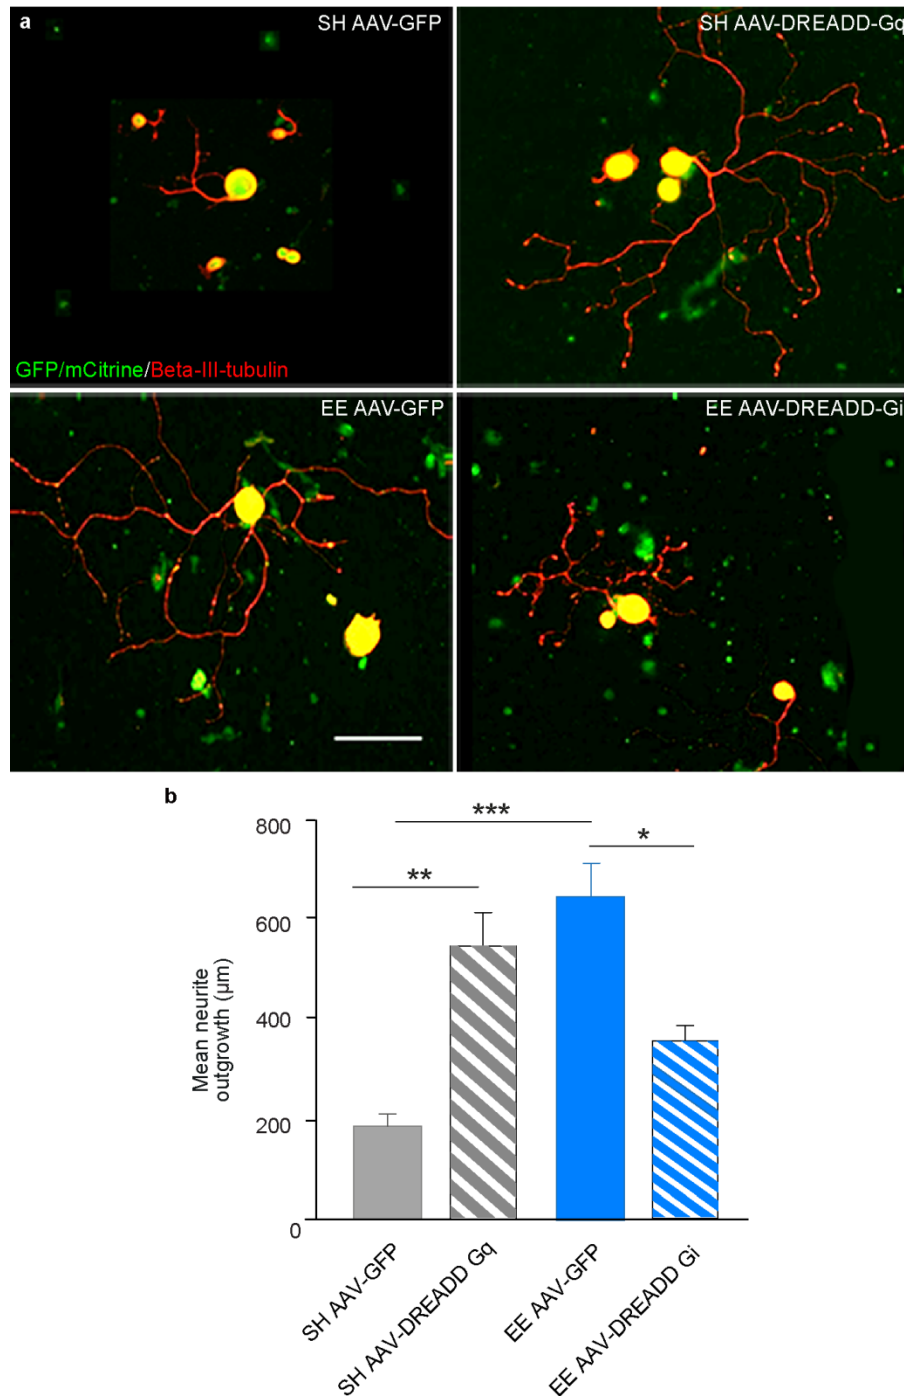 a
SH AAV-GFP
SH AAV-DREADD-Gq
GFP/mCitrine/Beta-III-tubulin
EE AAV-GFP
EE AAV-DREADD-Gi
b
***
*
**
800
600
400
200
0
Mean neurite
outgrowth (µm)
SH AAV-GFP
SH AAV-DREADD Gq
EE AAV-GFP
EE AAV-DREADD Gi